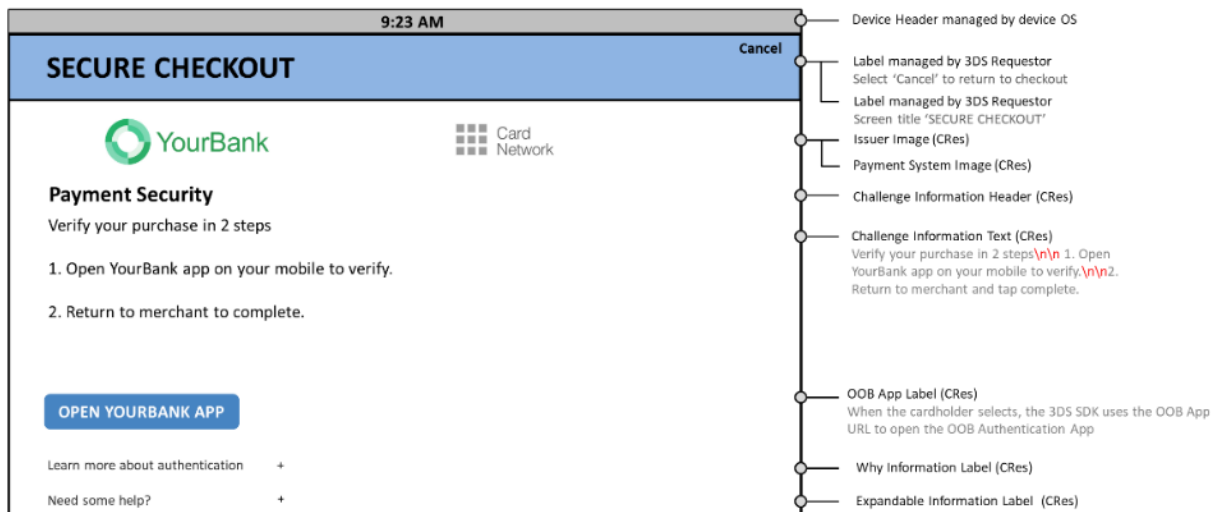 9:23 AM
SECURE CHECKOUT
Cancel
YourBank
Card
Network
Payment Security
Verify your purchase in 2 steps
1. Open YourBank app on your mobile to verify.
2. Return to merchant to complete.
OPEN YOURBANK APP
Learn more about authentication +
Need some help? +
Device Header managed by device OS
Label managed by 3DS Requestor
Select ‘Cancel’ to return to checkout
Label managed by 3DS Requestor
Screen title ‘SECURE CHECKOUT’
Issuer Image (CRes)
Payment System Image (CRes)
Challenge Information Header (CRes)
Challenge Information Text (CRes)
Verify your purchase in 2 steps\n\n 1. Open
YourBank app on your mobile to verify.\n\n2.
Return to merchant and tap complete.
OOB App Label (CRes)
When the cardholder selects, the 3DS SDK uses the OOB App
URL to open the OOB Authentication App
Why Information Label (CRes)
Expandable Information Label (CRes)